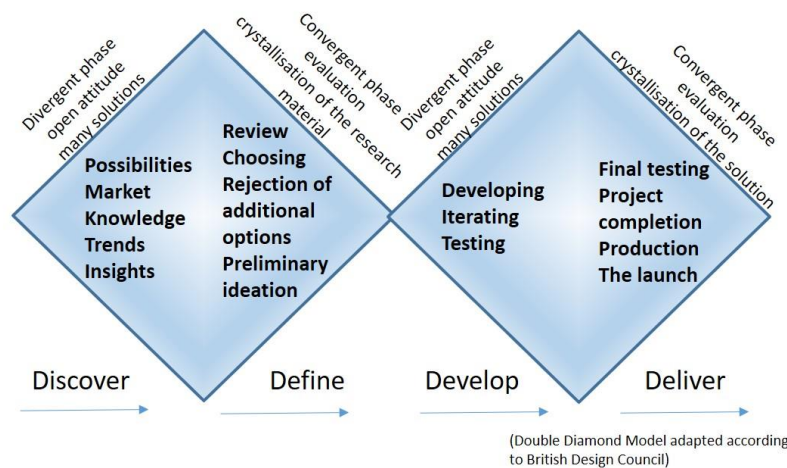 Divergent phase
open attitude
many solutions
Convergent phase
evaluation
crystallisation of the research
material
Divergent phase
open attitude
many solutions
Convergent phase
evaluation
crystallisation of the solution
Possibilities
Market
Knowledge
Trends
Insights
Review
Choosing
Rejection of
additional
options
Preliminary
ideation
Developing
Iterating
Testing
Final testing
Project
completion
Production
The launch
Discover
Define
Develop
Deliver
(Double Diamond Model adapted according
to British Design Council)